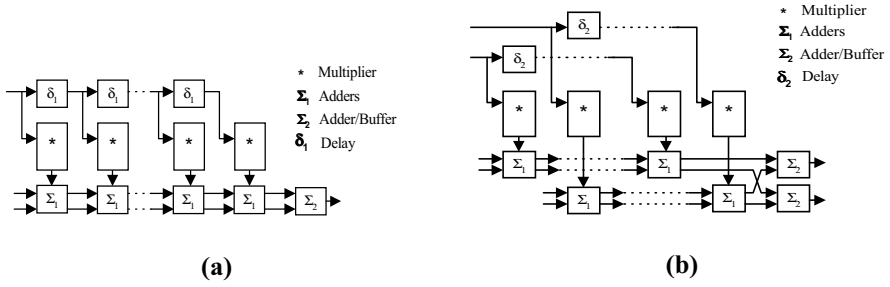 δ₁ δ₁ δ₁
* * * *
Σ₁ Σ₁ Σ₁ Σ₁ Σ₂
* Multiplier
Σ₁ Adders
Σ₂ Adder/Buffer
δ₁ Delay
(a)
δ₂
δ₂
* * * *
Σ₁ Σ₁ Σ₂
Σ₁ Σ₁ Σ₂
* Multiplier
Σ₁ Adders
Σ₂ Adder/Buffer
δ₂ Delay
(b)